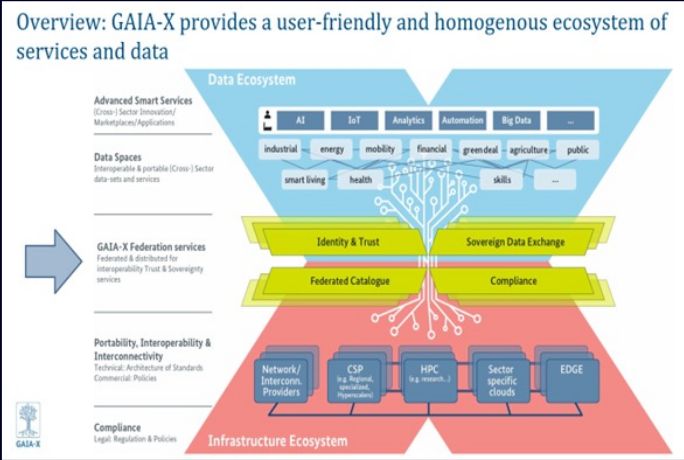 Overview: GAIA-X provides a user-friendly and homogenous ecosystem of
services and data
Data Ecosystem
Advanced Smart Services
(Cross-) Sector Innovation/
Marketplaces/Applications
AI
IoT
Analytics
Automation
Big Data
...
Data Spaces
Interoperable & portable (Cross-) Sector
data-sets and services
industrial
energy
mobility
financial
green deal
agriculture
public
smart living
health
skills
...
GAIA-X Federation services
Federated & distributed for
interoperability Trust & Sovereignty
services
Identity & Trust
Sovereign Data Exchange
Federated Catalogue
Compliance
Portability, Interoperability &
Interconnectivity
Technical: Architecture of Standards
Commercial: Policies
Network/
Interconn.
Providers
CSP
(e.g. Regional,
specialized,
Hyperscalers)
HPC
(e.g. research...)
Sector
specific
clouds
EDGE
Compliance
Legal: Regulation & Policies
Infrastructure Ecosystem
GAIA-X